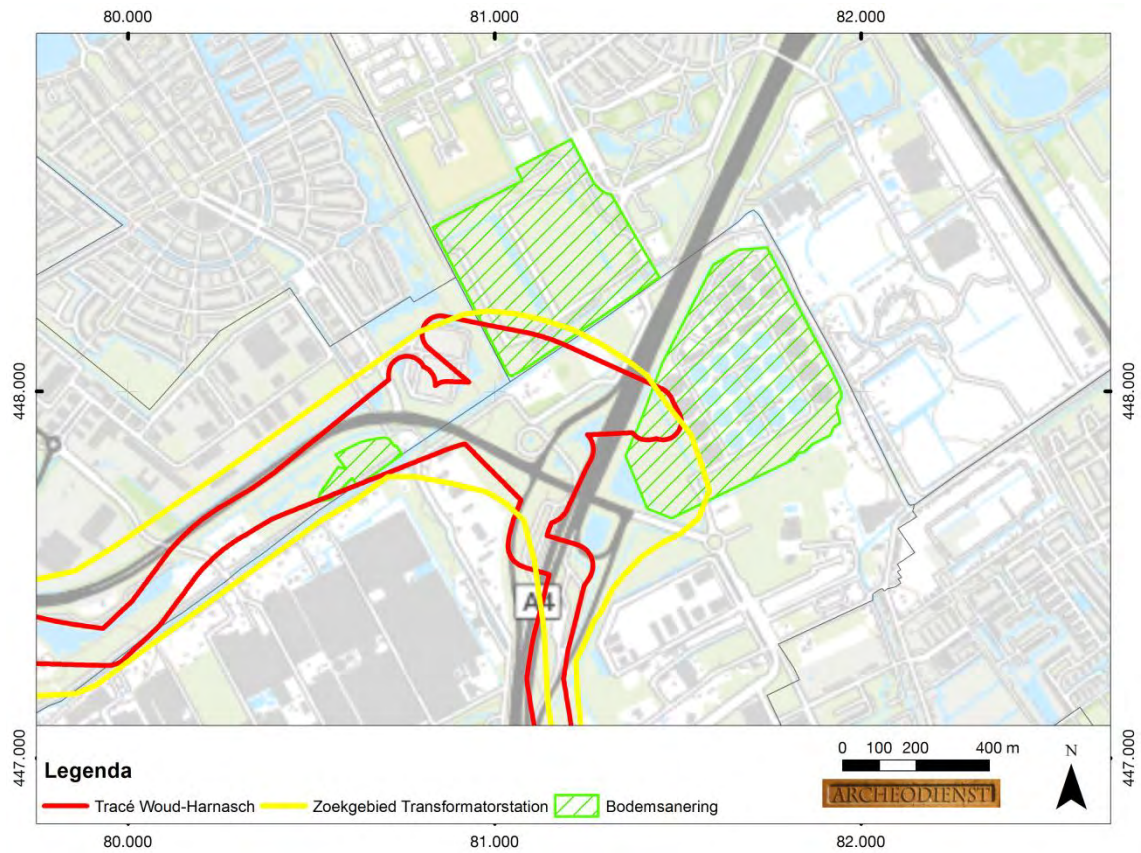 80.000 81.000 82.000
448.000 448.000
A4
447.000 447.000
Legenda
Tracé Woud-Harnasch Zoekgebied Transformatorstation Bodemsanering
0 100 200 400 m
N
ARCHEODIENST
80.000 81.000 82.000